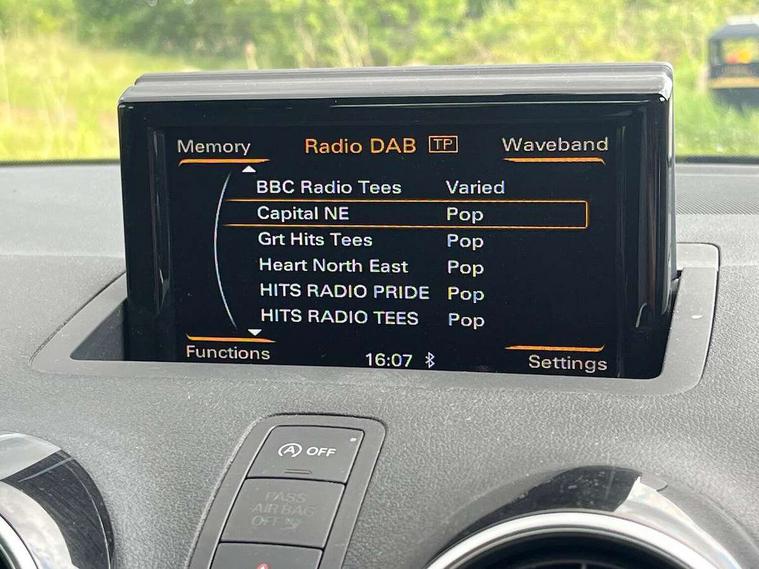 Memory Radio DAB TP Waveband
BBC Radio Tees Varied
Capital NE Pop
Grt Hits Tees Pop
Heart North East Pop
HITS RADIO PRIDE Pop
HITS RADIO TEES Pop
Functions 16:07 Settings
A OFF
PASS
AIR BAG
OFF